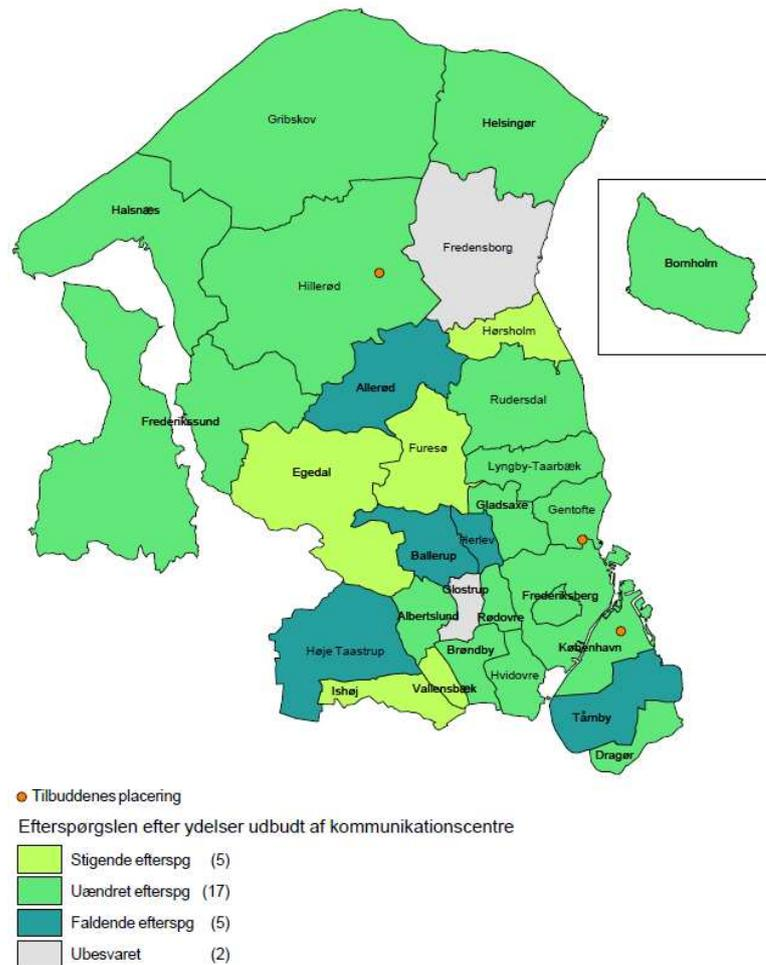 Gribskov
Helsingør
Halsnæs
Fredensborg
Bornholm
Hillerød
Hørsholm
Allerød
Rudersdal
Frederikssund
Furesø
Egedal
Lyngby-Taarbæk
Gladsaxe
Gentofte
Herlev
Ballerup
Glostrup
Frederiksberg
Albertslund
Rødovre
København
Høje Taastrup
Brøndby
Hvidovre
Ishøj
Vallensbæk
Tårnby
Dragør
Tilbuddenes placering
Efterspørgslen efter ydelser udbudt af kommunikationscentre
Stigende efterspg (5)
Uændret efterspg (17)
Faldende efterspg (5)
Ubesvaret (2)